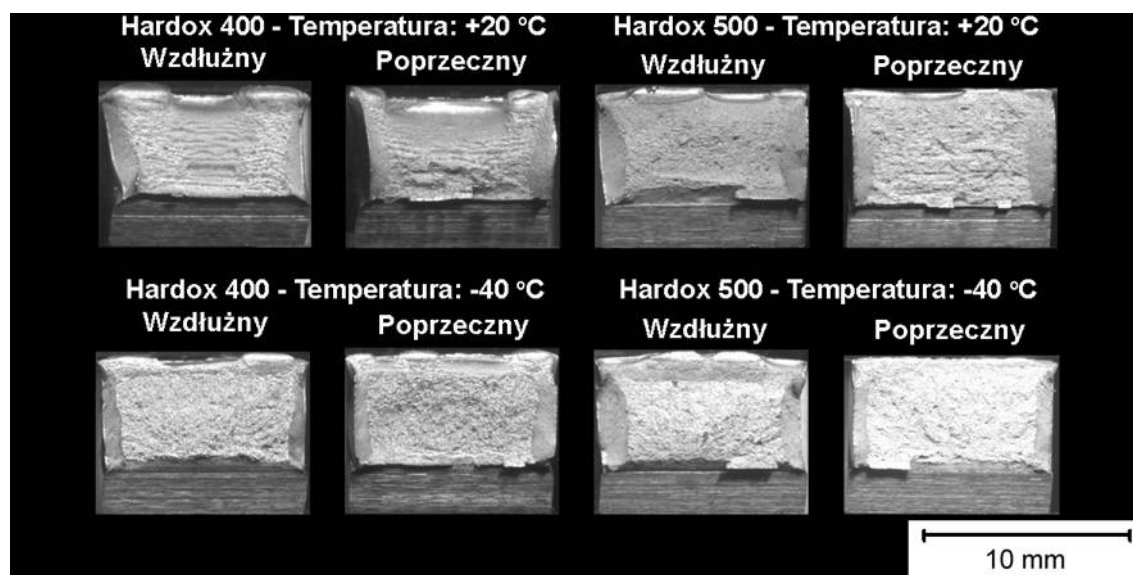 Hardox 400 - Temperatura: +20 °C
Wzdłużny
Poprzeczny
Hardox 500 - Temperatura: +20 °C
Wzdłużny
Poprzeczny
Hardox 400 - Temperatura: -40 °C
Wzdłużny
Poprzeczny
Hardox 500 - Temperatura: -40 °C
Wzdłużny
Poprzeczny
10 mm